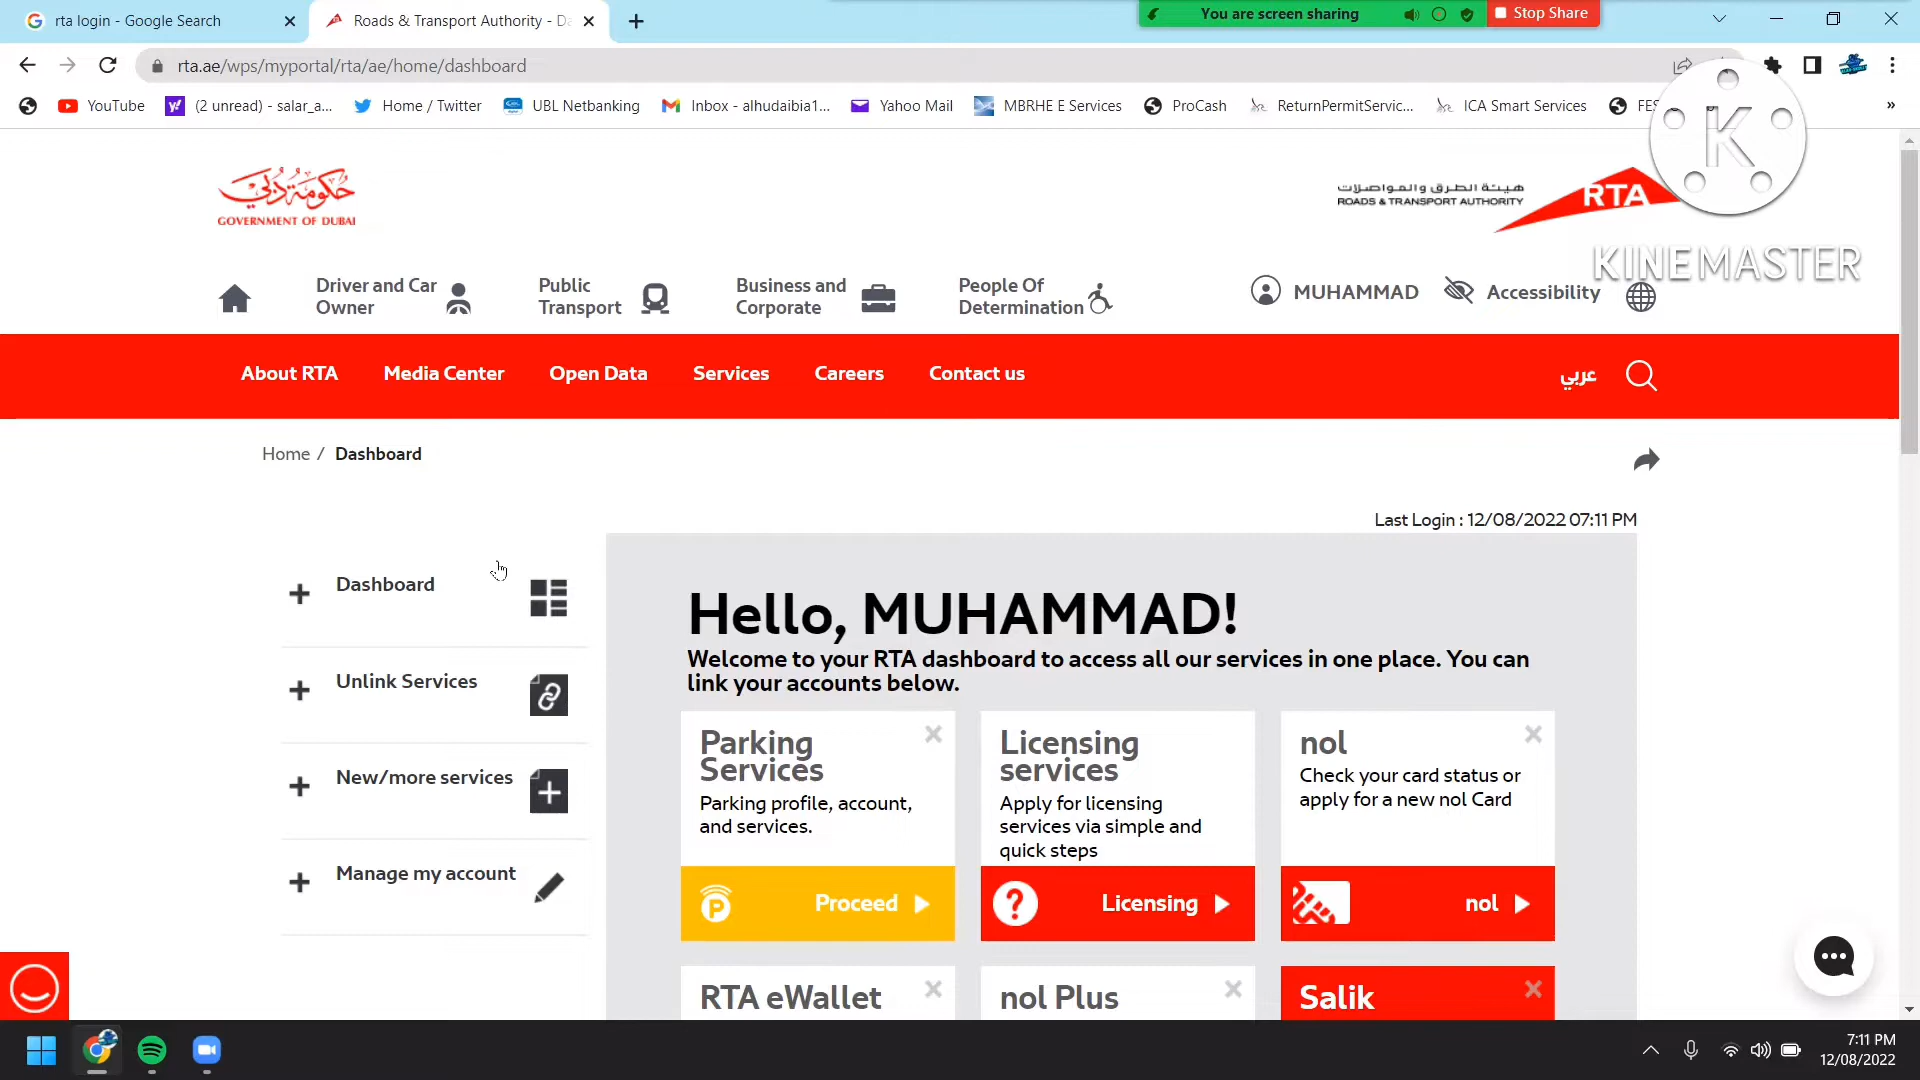 rta login - Google Search
Roads & Transport Authority - Da
You are screen sharing
Stop Share
rta.ae/wps/myportal/rta/ae/home/dashboard
YouTube
(2 unread) - salar_a...
Home / Twitter
UBL Netbanking
Inbox - alhudaibia1...
Yahoo Mail
MBRHE E Services
ProCash
ReturnPermitServic...
ICA Smart Services
FES
»
K
حكومة دبي
GOVERNMENT OF DUBAI
هيئة الطرق والمواصلات
ROADS & TRANSPORT AUTHORITY
RTA
KINEMASTER
Driver and Car
Owner
Public
Transport
Business and
Corporate
People Of
Determination
MUHAMMAD
Accessibility
About RTA
Media Center
Open Data
Services
Careers
Contact us
عربي
Home / Dashboard
Last Login : 12/08/2022 07:11 PM
Dashboard
Unlink Services
New/more services
Manage my account
Hello, MUHAMMAD!
Welcome to your RTA dashboard to access all our services in one place. You can
link your accounts below.
Parking
Services
Parking profile, account,
and services.
Proceed
Licensing
services
Apply for licensing
services via simple and
quick steps
Licensing
nol
Check your card status or
apply for a new nol Card
nol
RTA eWallet
nol Plus
Salik
7:11 PM
12/08/2022